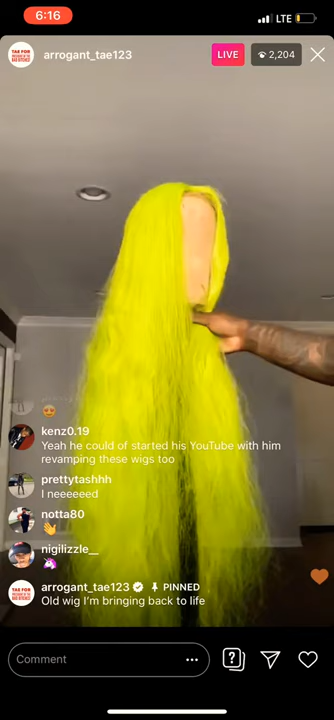 6:16
LTE
arrogant_tae123
LIVE
2,204
kenz0.19
Yeah he could of started his YouTube with him
revamping these wigs too
prettytashhh
I neeeeeed
notta80
nigilizzle__
arrogant_tae123 PINNED
Old wig I'm bringing back to life
Comment